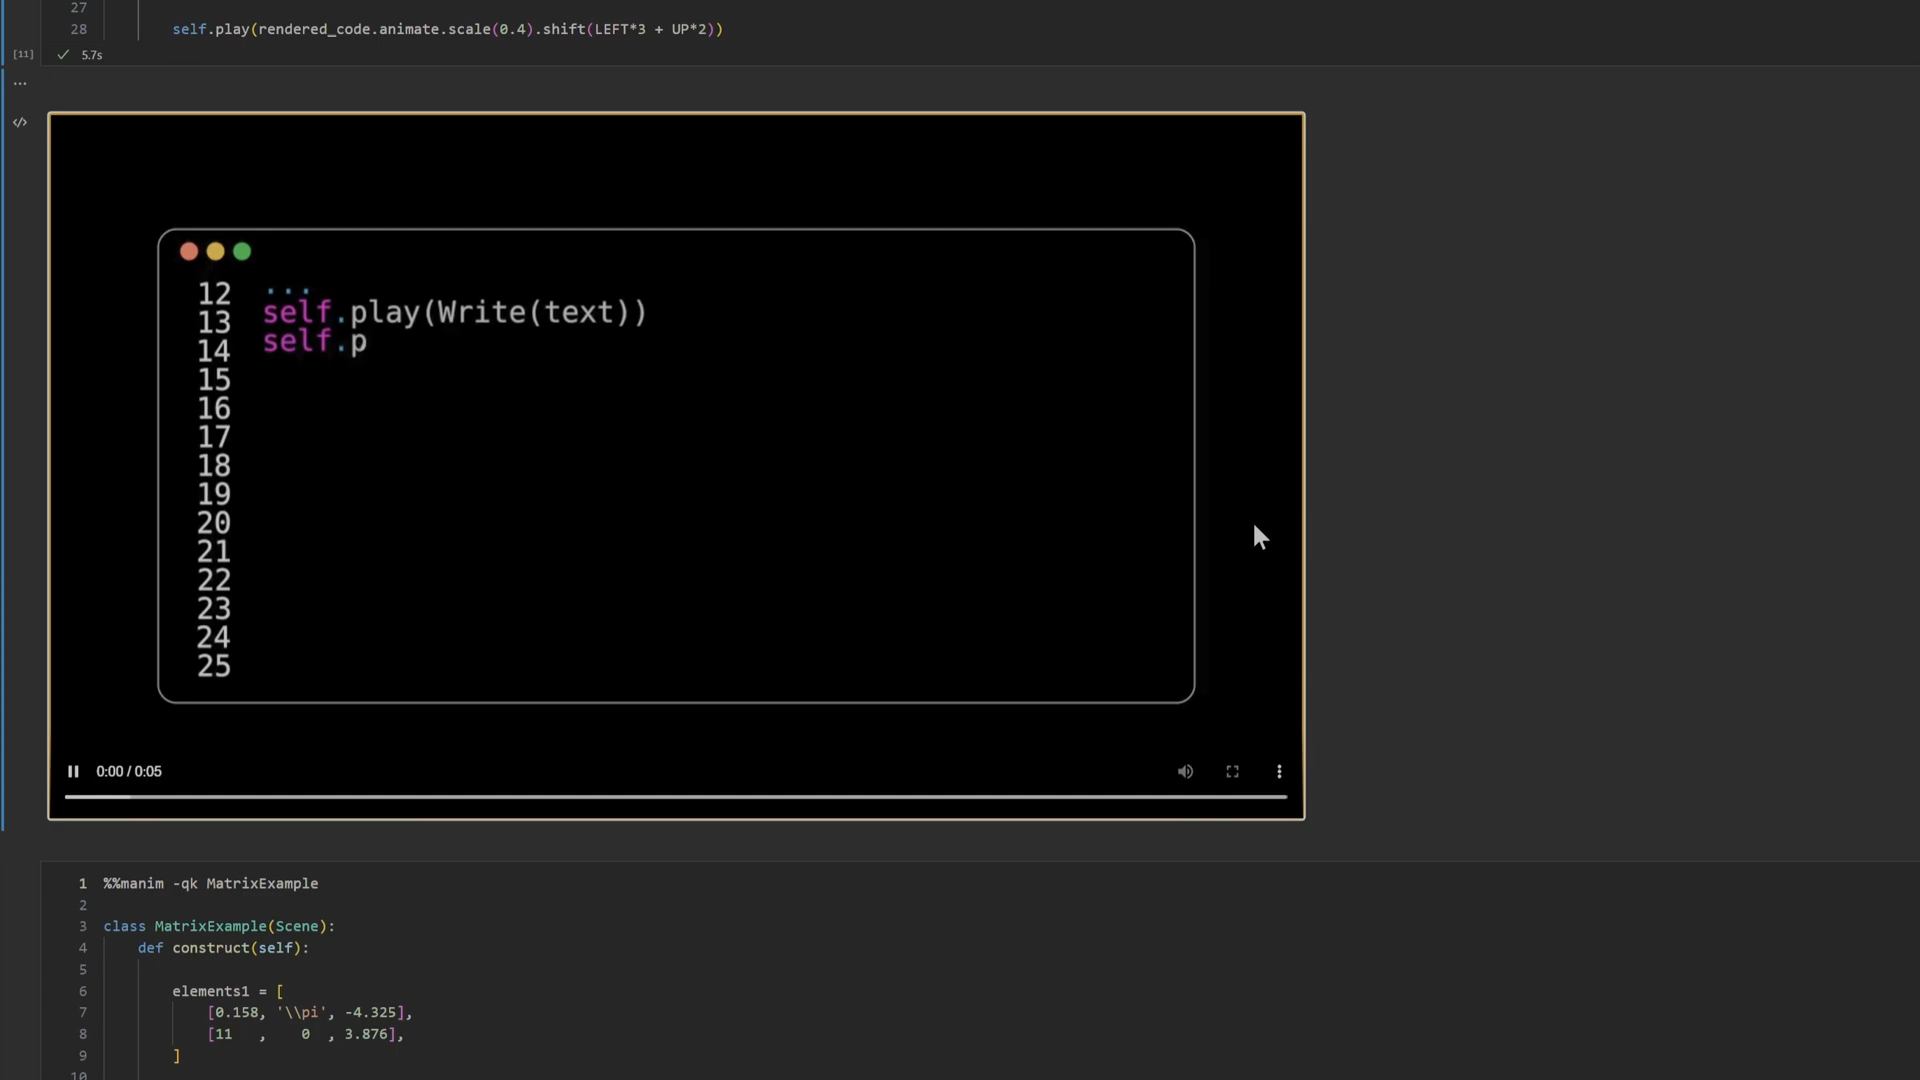 27
28 self.play(rendered_code.animate.scale(0.4).shift(LEFT*3 + UP*2))
[11] ✓ 5.7s
...
</>
12 ...
13 self.play(Write(text))
14 self.p
15
16
17
18
19
20
21
22
23
24
25
0:00 / 0:05
1 %%manim -qk MatrixExample
2
3 class MatrixExample(Scene):
4 def construct(self):
5
6 elements1 = [
7 [0.158, '\\pi', -4.325],
8 [11 , 0 , 3.876],
9 ]
10